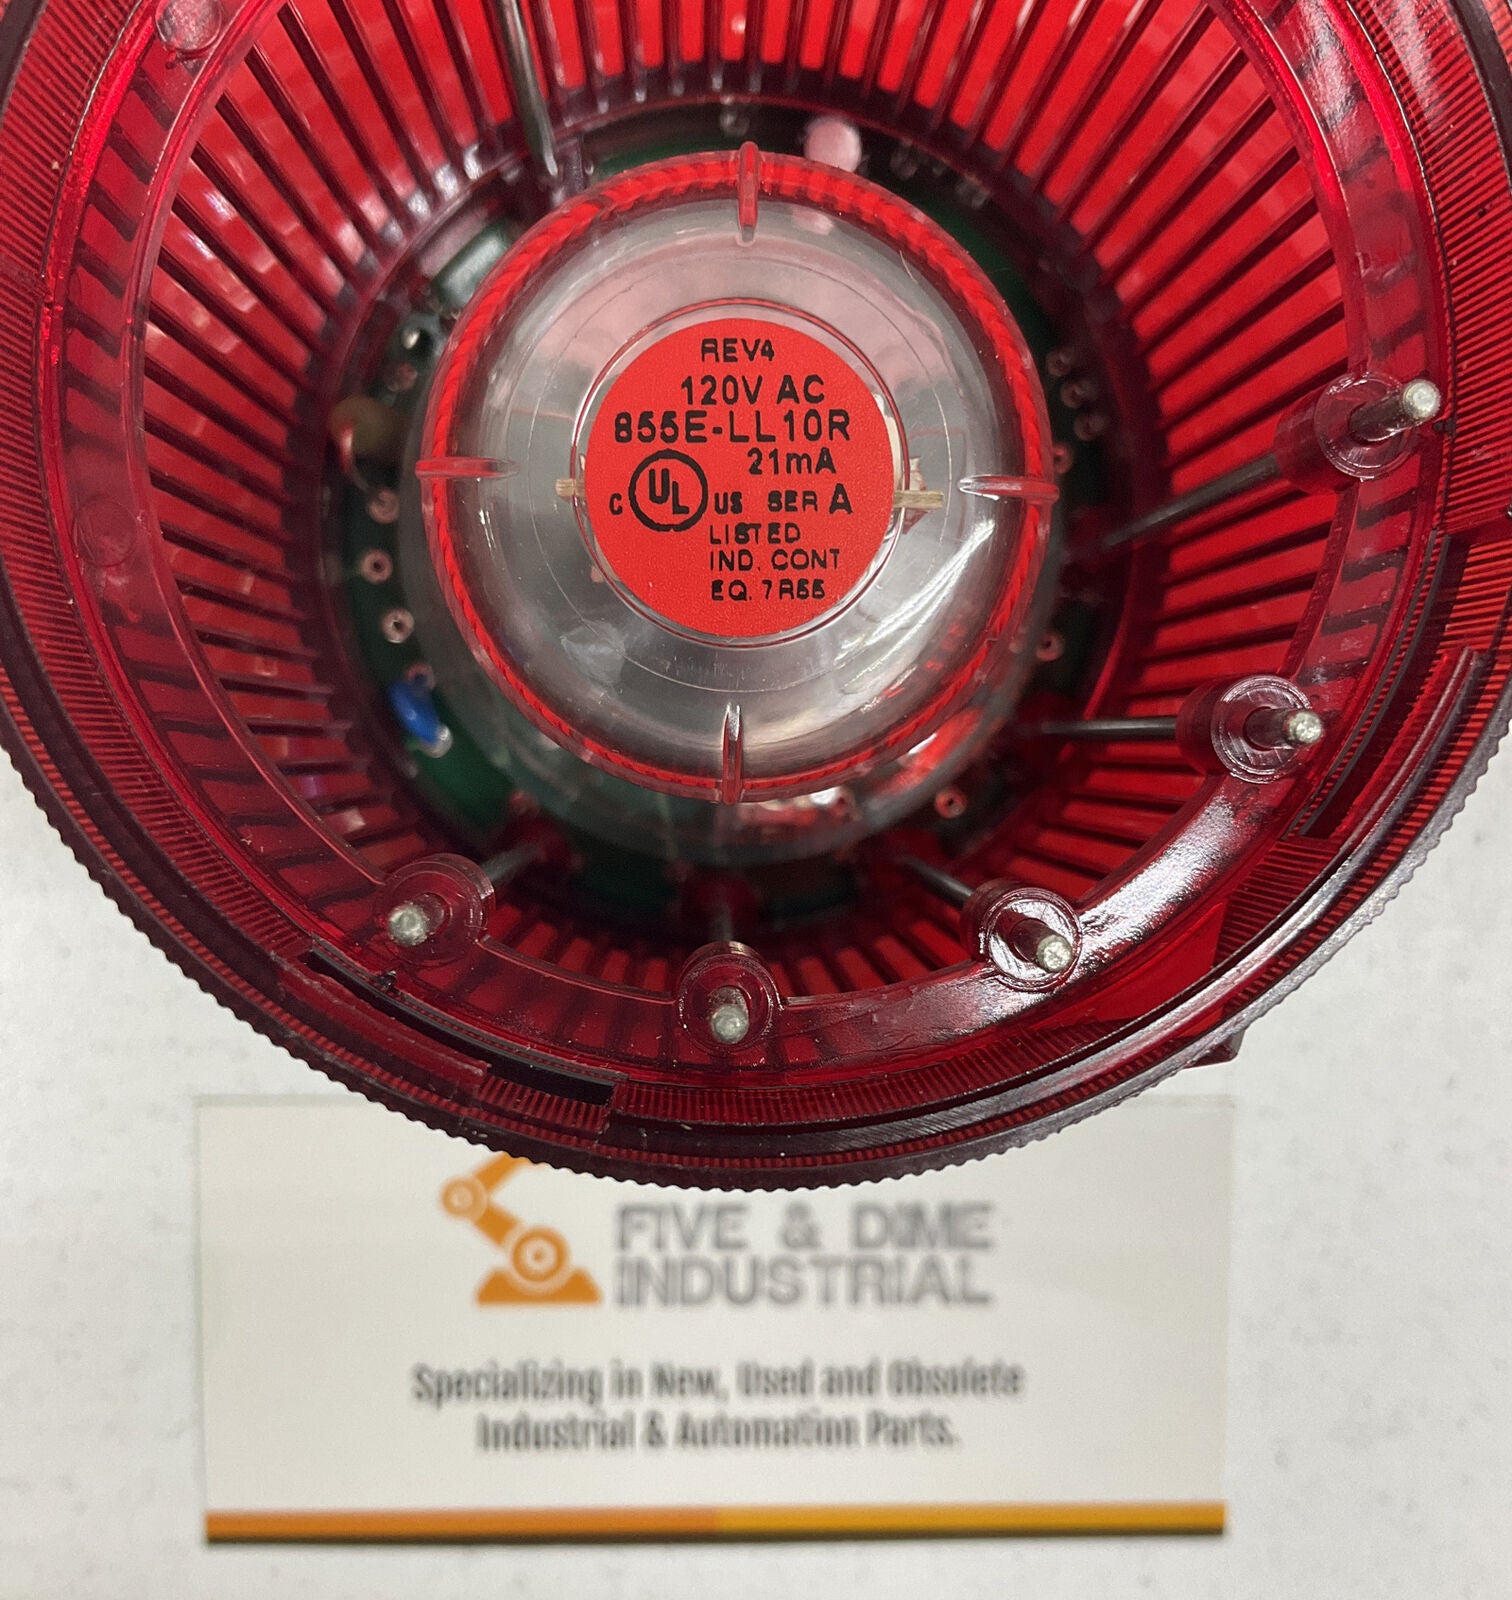 REV4
120V AC
855E-LL10R
21mA
C UL US SER A
LISTED
IND. CONT
EQ. 7R55
FIVE & DIME
INDUSTRIAL
Specializing in New, Used and Obsolete
Industrial & Automation Parts.